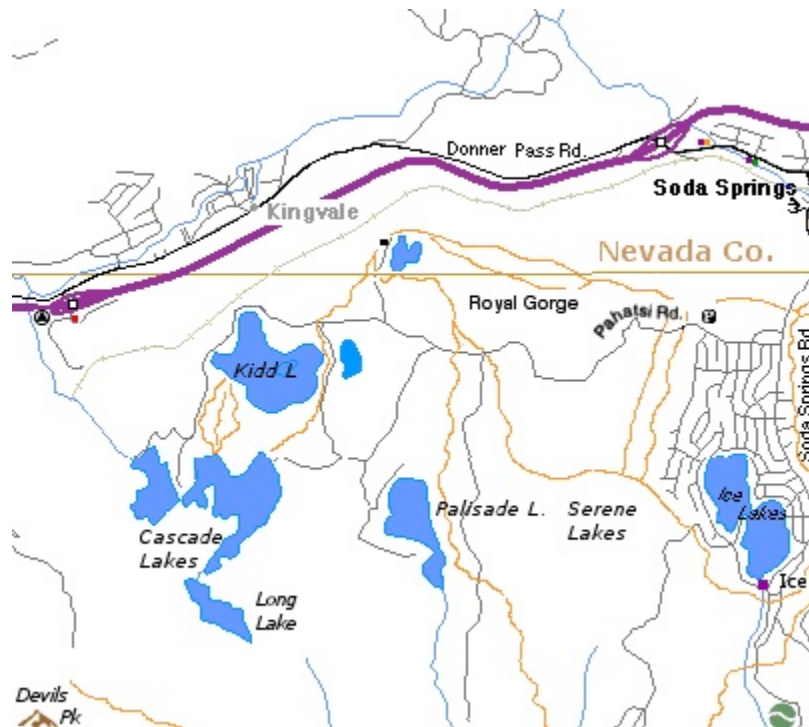 Donner Pass Rd.
Soda Springs
Kingvale
Nevada Co.
Royal Gorge
Pahatsi Rd.
P
Soda Springs Rd
Kidd L
Ice
Lakes
Palisade L.
Serene
Lakes
Cascade
Lakes
Ice
Long
Lake
Devils
Pk